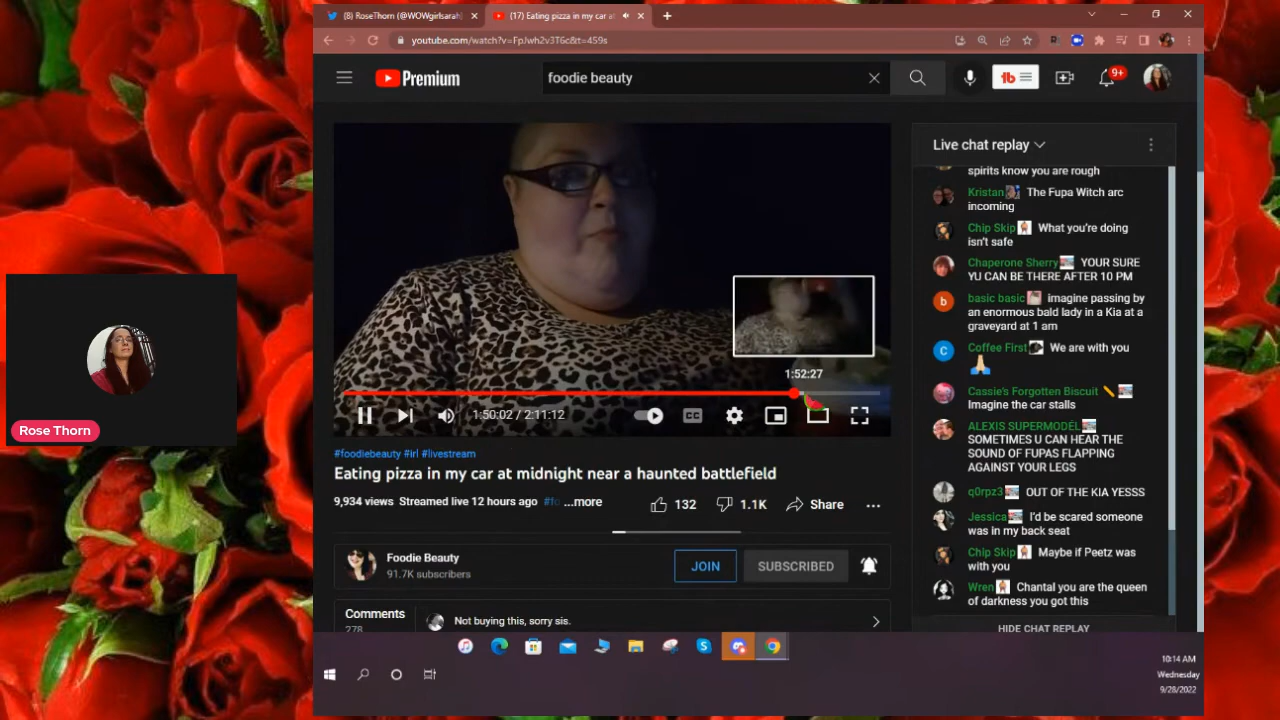 (8) RoseThorn (@WOWgirlsarah
(17) Eating pizza in my car at
youtube.com/watch?v=FpJwh2v3T6c&t=459s
Premium
foodie beauty
9+
Live chat replay
spirits know you are rough
Kristan The Fupa Witch arc
incoming
Chip Skip What you're doing
isn't safe
Chaperone Sherry YOUR SURE
YU CAN BE THERE AFTER 10 PM
basic basic imagine passing by
an enormous bald lady in a Kia at a
graveyard at 1 am
Coffee First We are with you
Cassie's Forgotten Biscuit
Imagine the car stalls
ALEXIS SUPERMODEL
SOMETIMES U CAN HEAR THE
SOUND OF FUPAS FLAPPING
AGAINST YOUR LEGS
q0rpz3 OUT OF THE KIA YESSS
Jessica I'd be scared someone
was in my back seat
Chip Skip Maybe if Peetz was
with you
Wren Chantal you are the queen
of darkness you got this
HIDE CHAT REPLAY
1:52:27
1:50:02 / 2:11:12
CC
#foodiebeauty #irl #livestream
Eating pizza in my car at midnight near a haunted battlefield
9,934 views Streamed live 12 hours ago #fo ...more
132
1.1K
Share
Foodie Beauty
91.7K subscribers
JOIN
SUBSCRIBED
Comments
278
Not buying this, sorry sis.
Rose Thorn
10:14 AM
Wednesday
9/28/2022